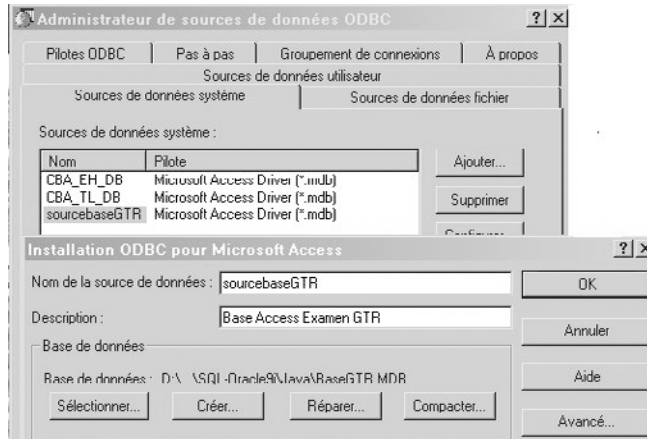 Administrateur de sources de données ODBC
Pilotes ODBC Pas à pas Groupement de connexions À propos
Sources de données utilisateur
Sources de données système Sources de données fichier
Sources de données système :
Nom Pilote Ajouter...
CBA_EH_DB Microsoft Access Driver (*.mdb)
CBA_TL_DB Microsoft Access Driver (*.mdb) Supprimer
sourcebaseGTR Microsoft Access Driver (*.mdb)
Configurer...
Installation ODBC pour Microsoft Access
Nom de la source de données : sourcebaseGTR OK
Description : Base Access Examen GTR Annuler
Base de données
Base de données : D:\...\SQL-Oracle9i\Java\BaseGTR.MDB Aide
Sélectionner... Créer... Réparer... Compacter...
Avancé...